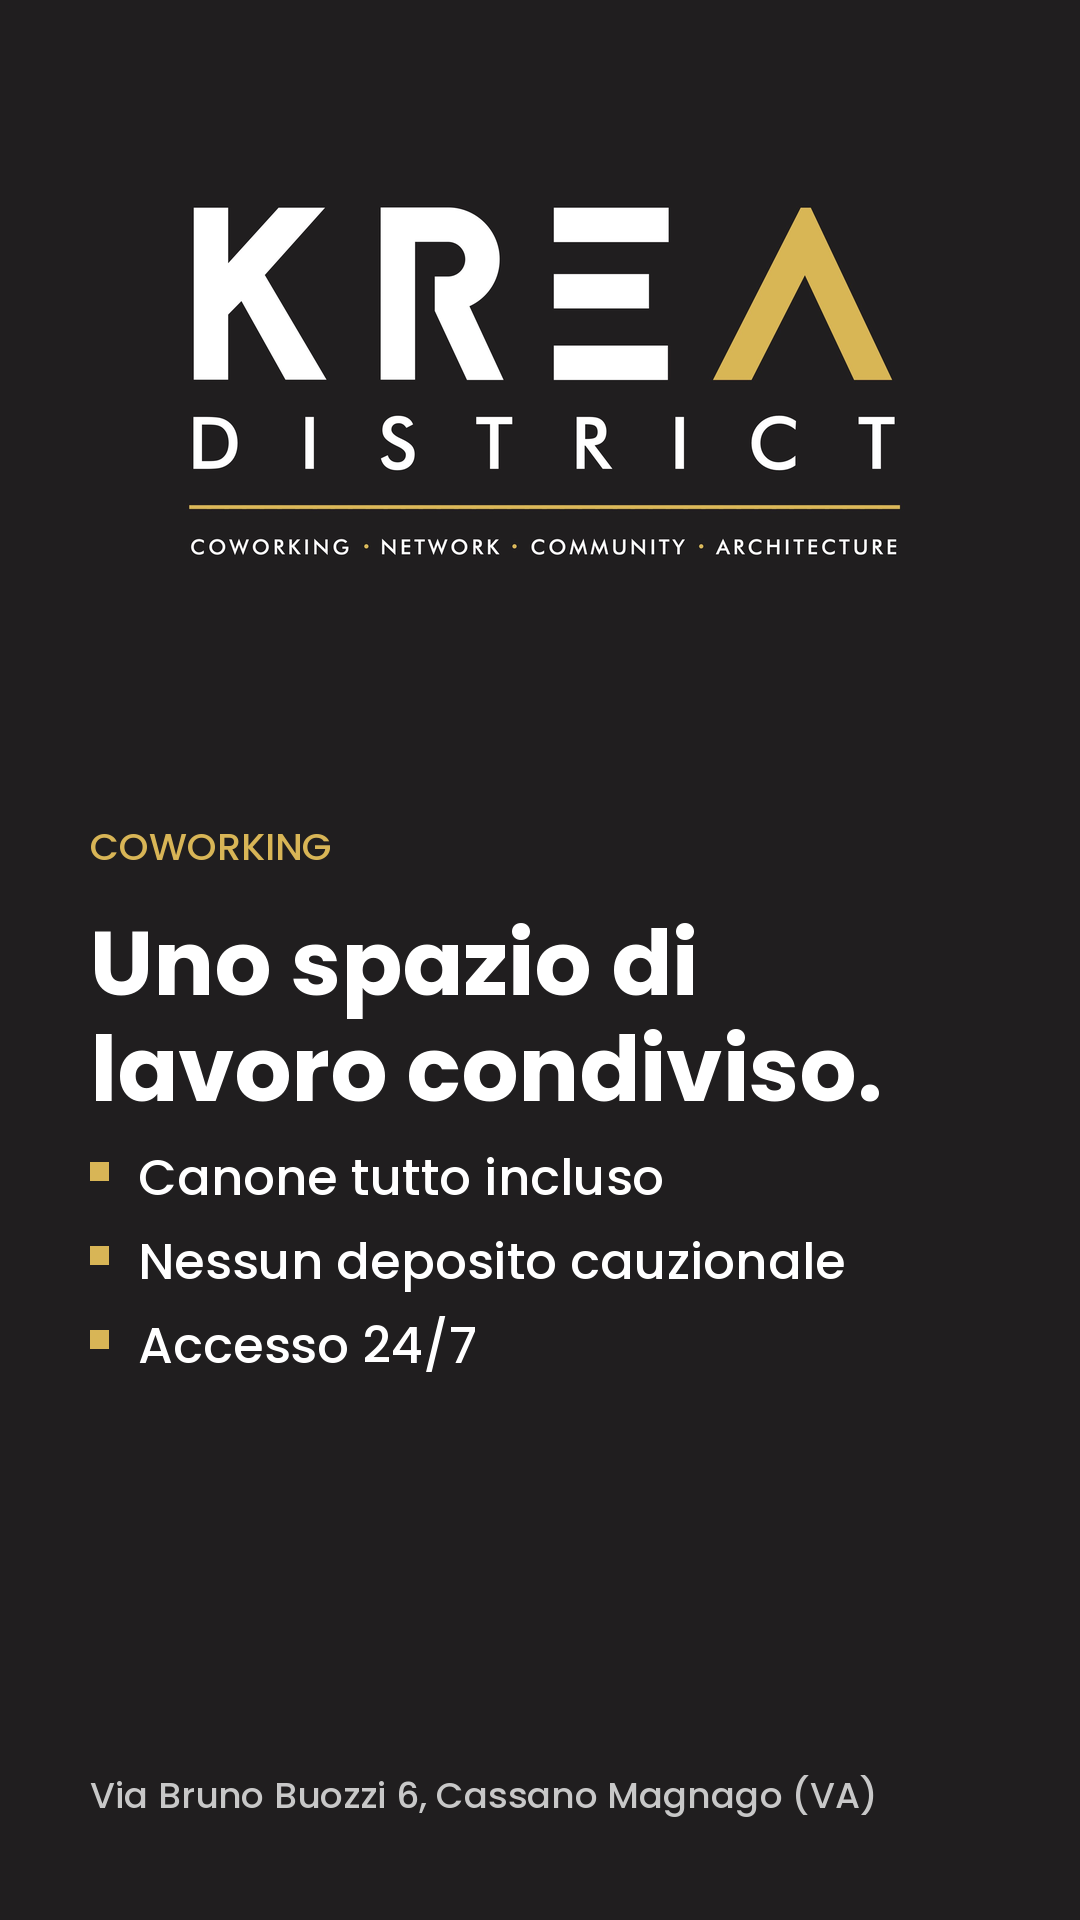 KREA
DISTRICT
COWORKING • NETWORK • COMMUNITY • ARCHITECTURE
COWORKING
Uno spazio di
lavoro condiviso.
Canone tutto incluso
Nessun deposito cauzionale
Accesso 24/7
Via Bruno Buozzi 6, Cassano Magnago (VA)